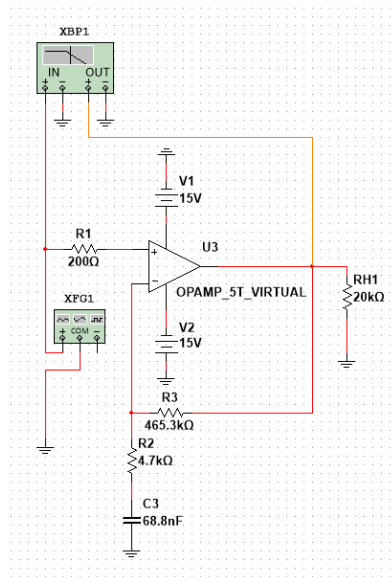 XBP1
IN OUT
+ − + −
V1
15V
R1
200Ω
+
−
U3
OPAMP_5T_VIRTUAL
RH1
20kΩ
XFG1
+ COM −
V2
15V
R3
465.3kΩ
R2
4.7kΩ
C3
68.8nF